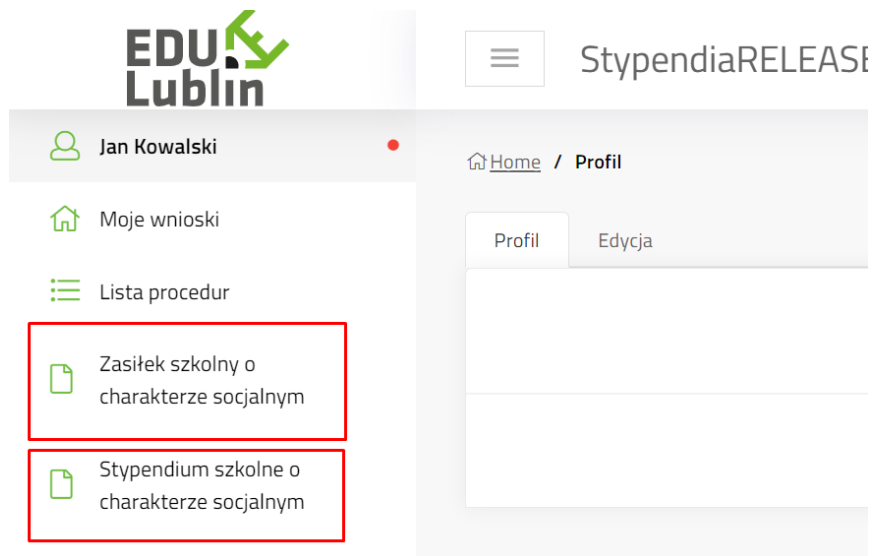 EDU
Lublin
Jan Kowalski
Moje wnioski
Lista procedur
Zasiłek szkolny o
charakterze socjalnym
Stypendium szkolne o
charakterze socjalnym
StypendiaRELEASE
Home / Profil
Profil Edycja